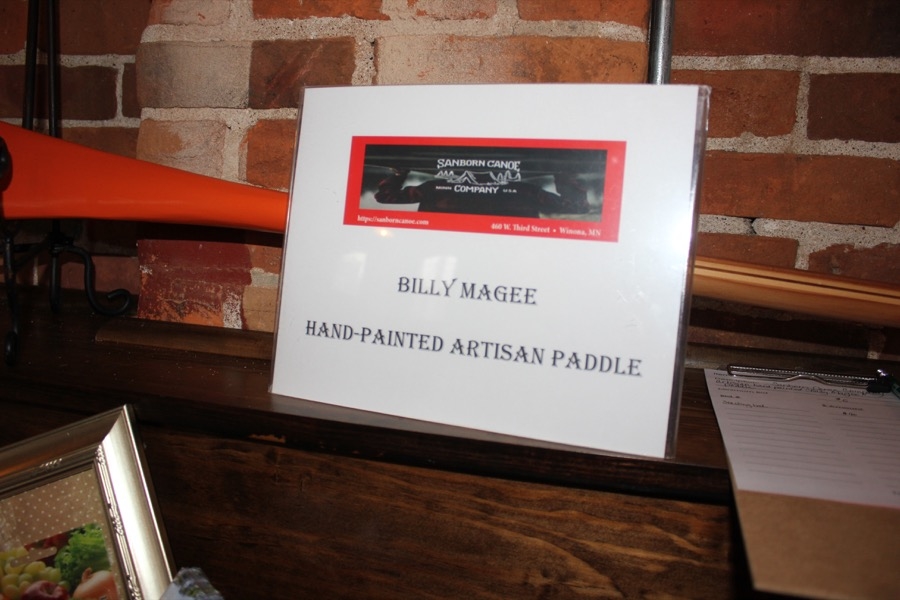 SANBORN CANOE
COMPANY
U.S.A.
https://sanborncanoe.com
460 W. Third Street • Winona, MN
BILLY MAGEE
HAND-PAINTED ARTISAN PADDLE